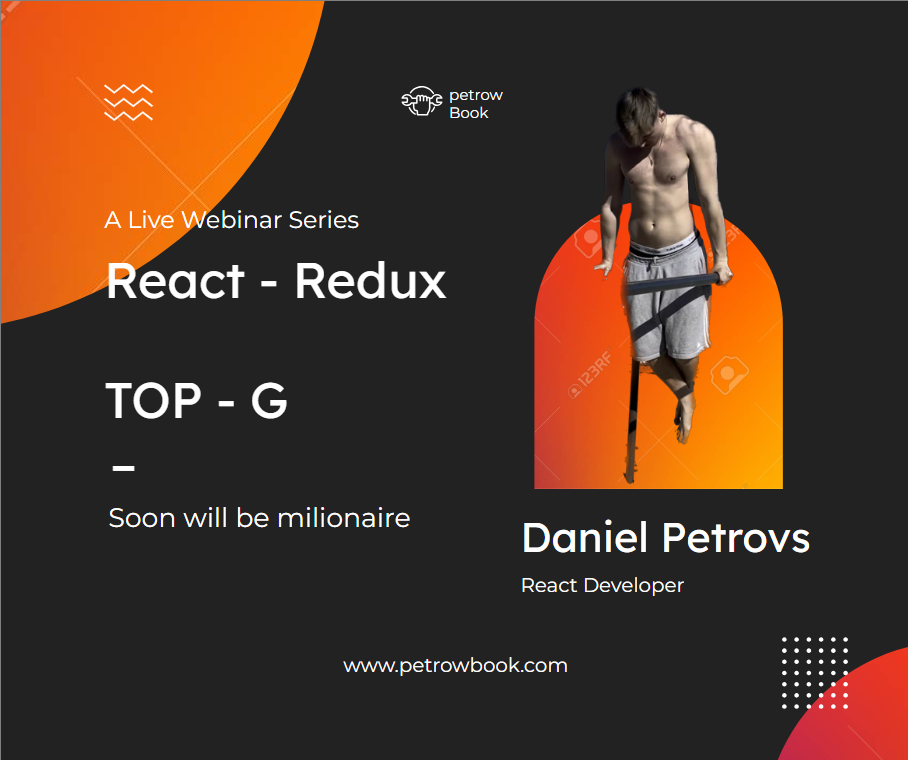 petrow
Book
A Live Webinar Series
React - Redux
TOP - G
–
Soon will be milionaire
123RF
Daniel Petrovs
React Developer
www.petrowbook.com